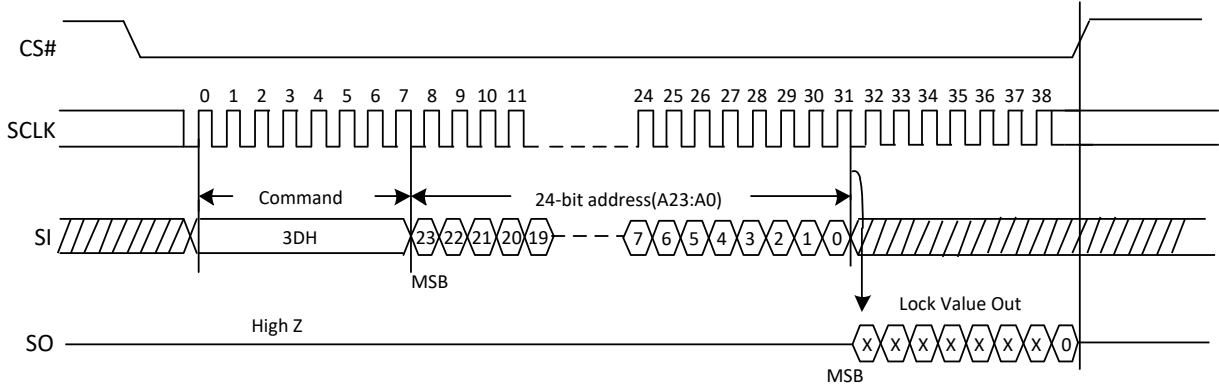 CS#
0 1 2 3 4 5 6 7 8 9 10 11 24 25 26 27 28 29 30 31 32 33 34 35 36 37 38
SCLK
Command 24-bit address(A23:A0)
SI 3DH 23 22 21 20 19 7 6 5 4 3 2 1 0
MSB
High Z Lock Value Out
SO X X X X X X X 0
MSB